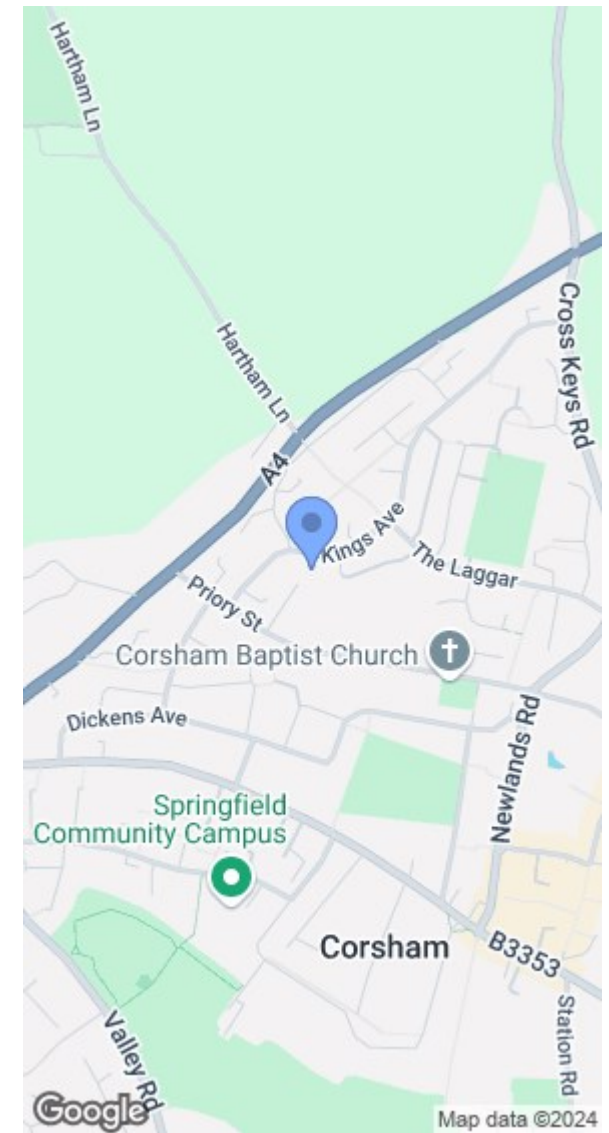 Hartham Ln
Cross Keys Rd
Hartham Ln
A4
Kings Ave
The Laggar
Priory St
Corsham Baptist Church
Dickens Ave
Newlands Rd
Springfield
Community Campus
Corsham
B3353
Station Rd
Valley Rd
Google
Map data ©2024